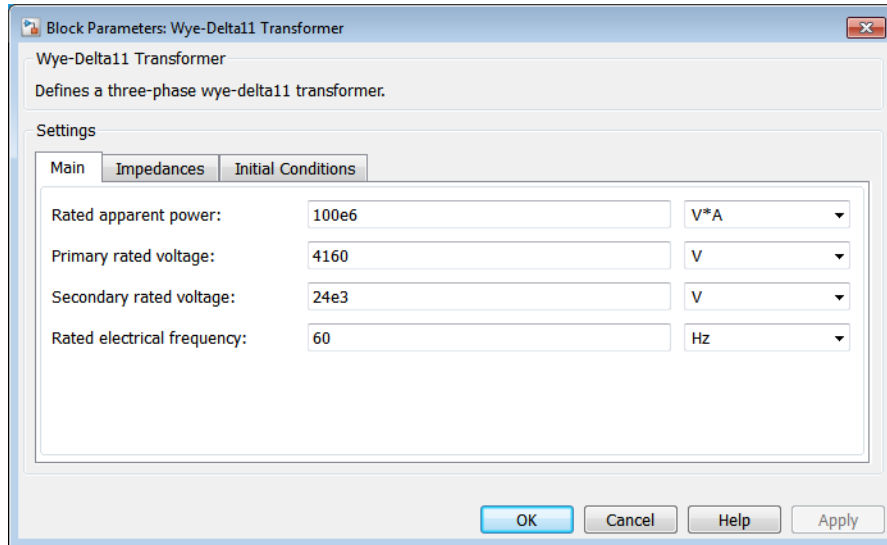 Block Parameters: Wye-Delta11 Transformer
Wye-Delta11 Transformer
Defines a three-phase wye-delta11 transformer.
Settings
Main Impedances Initial Conditions
Rated apparent power: 100e6 V*A
Primary rated voltage: 4160 V
Secondary rated voltage: 24e3 V
Rated electrical frequency: 60 Hz
OK Cancel Help Apply